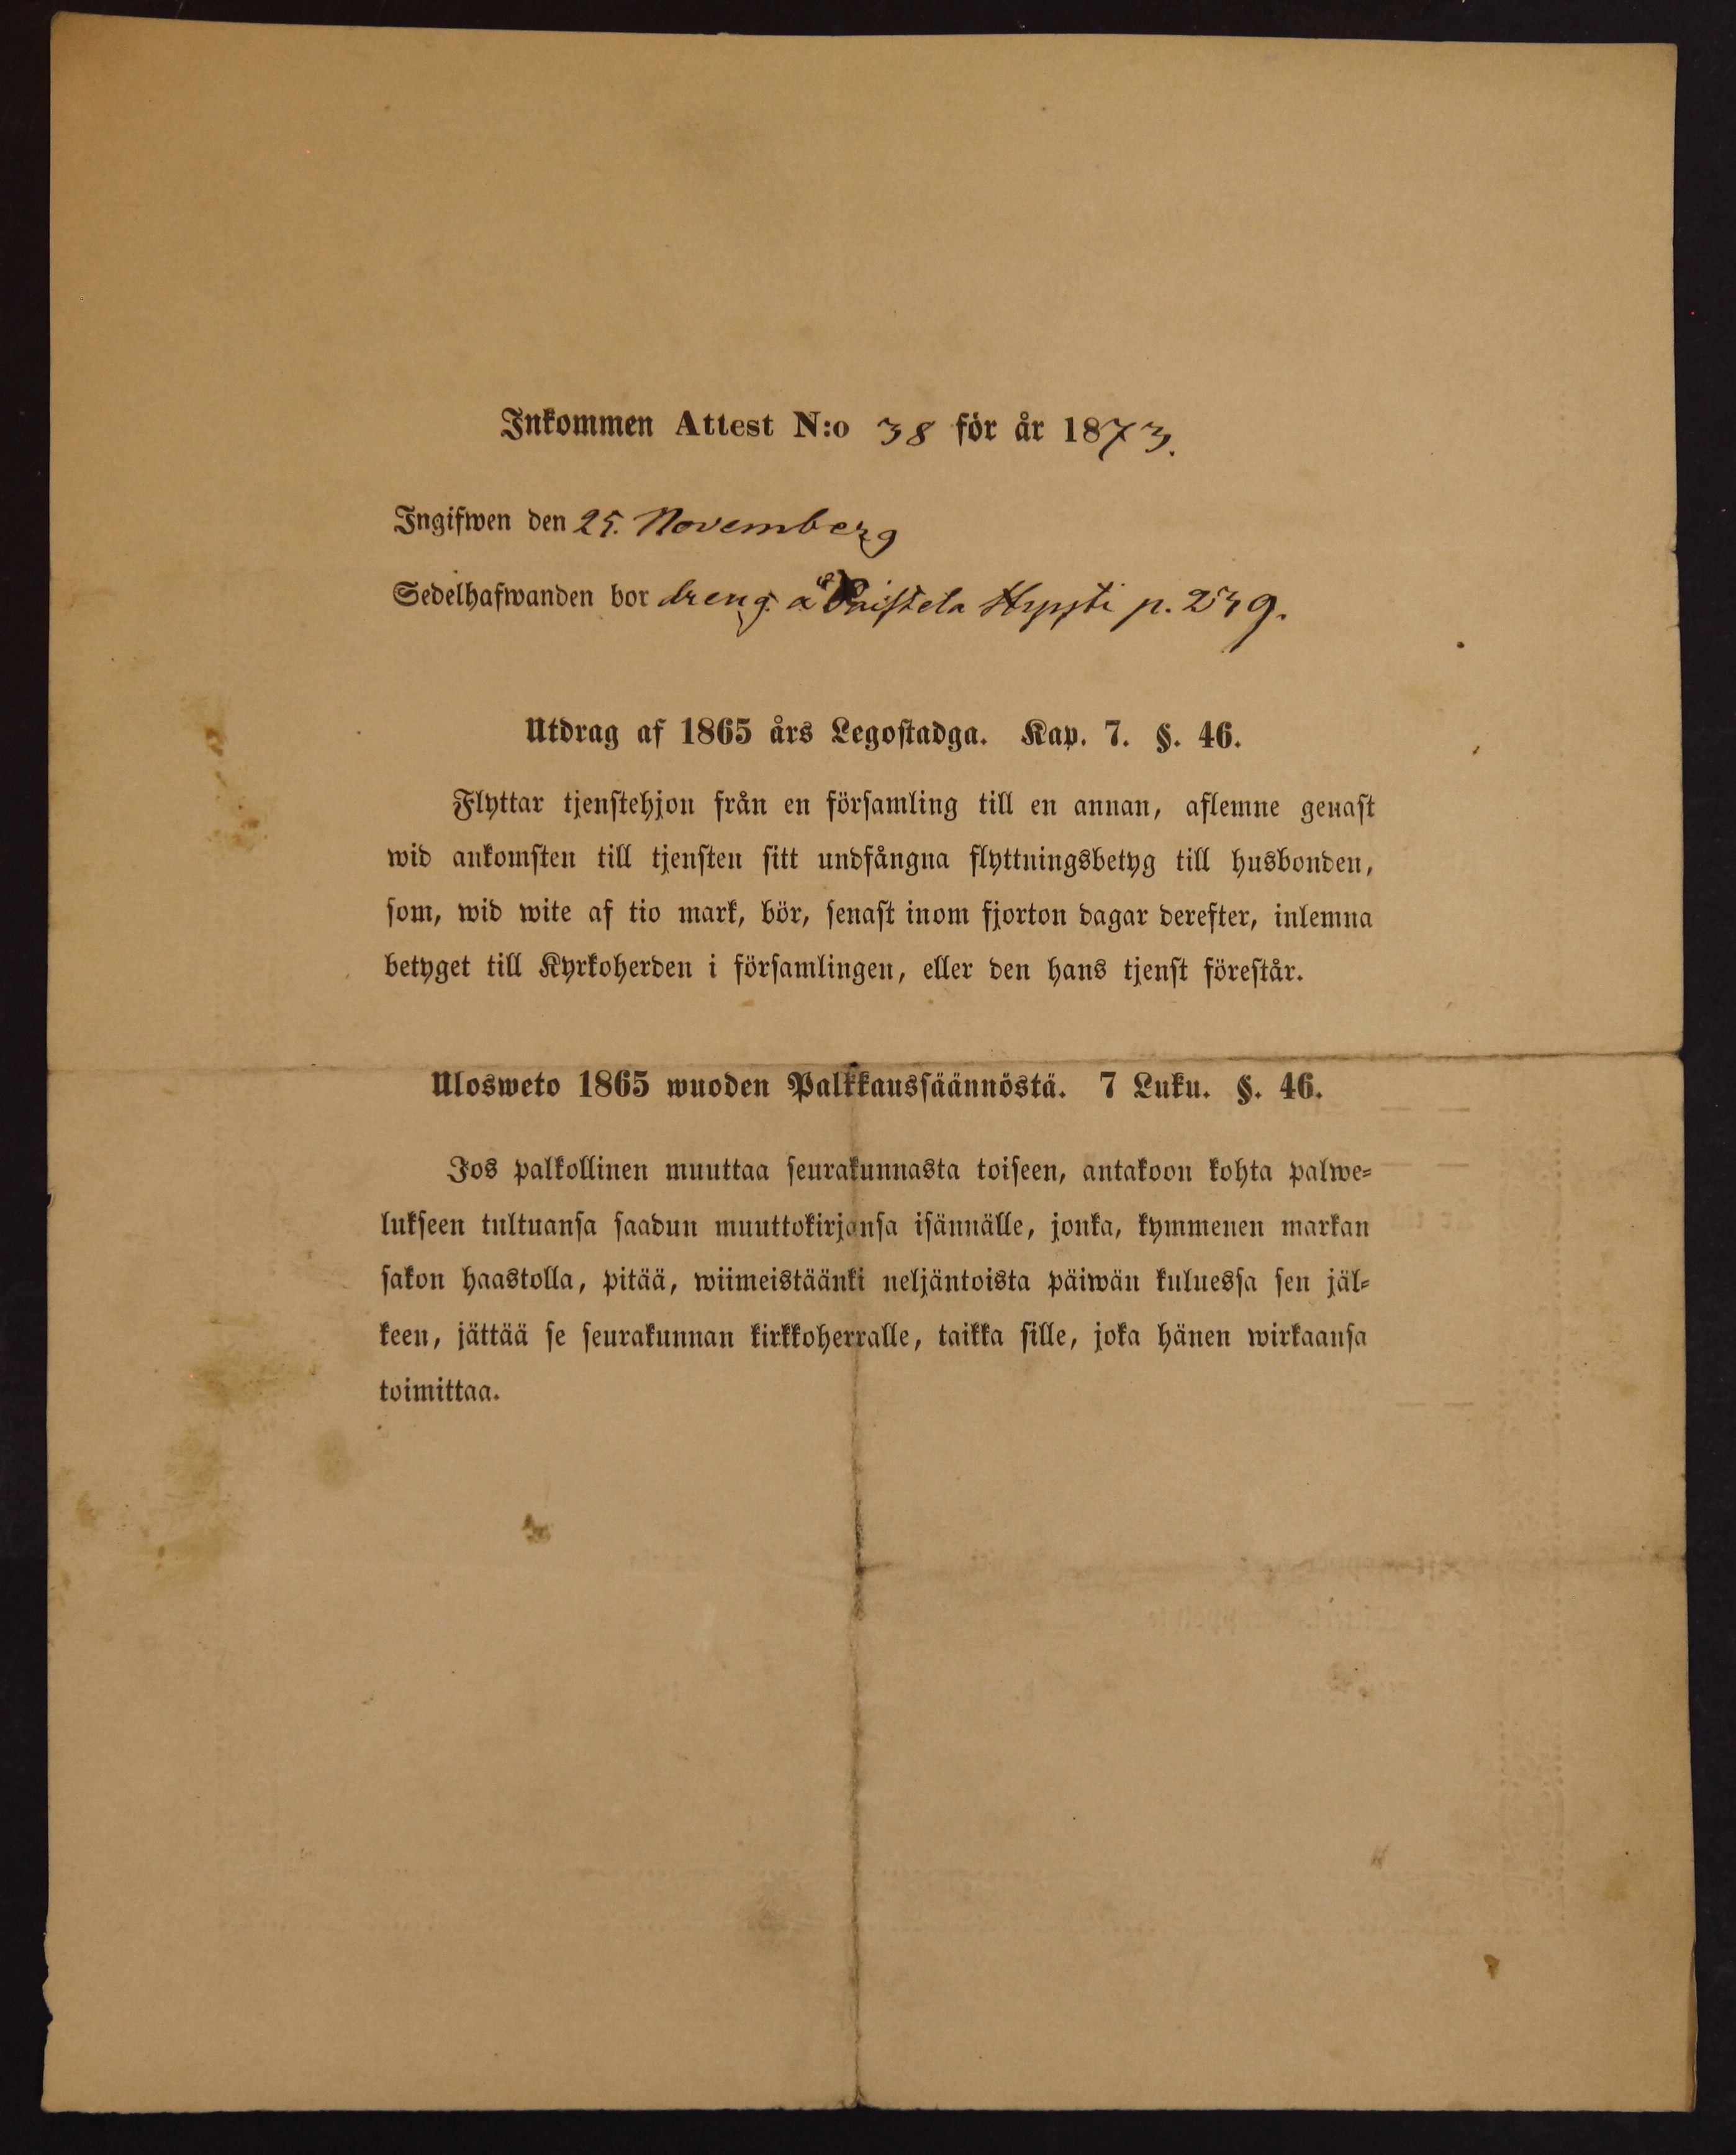 Inkommen Attest N:o 38 för år 1873.
Ingifwen den 25. November
Sedelhafwanden bor dreng å Hyysti p. 239.
Utdrag af 1865 års Legostadga. Kap. 7. §. 46.
Flyttar tjenstehjon från en församling till en annan, aflemne genast
wid ankomsten till tjensten sitt undfångna flyttningsbetyg till husbonden,
som, wid wite af tio mark, bör, senast inom fjorton dagar derefter, inlemna
betyget till Kyrkoherden i församlingen, eller den hans tjenst förestår.
Ulosweto 1865 wuoden Palkkaussäännöstä. 7 Luku. §. 46.
Jos palkollinen muuttaa seurakunnasta toiseen, antakoon kohta palwe=
lukseen tultuansa saadun muuttokirjansa isännälle, jonka, kymmenen markan
sakon haastolla, pitää, wiimeistäänki neljäntoista päiwän kuluessa sen jäl=
keen, jättää se seurakunnan kirkkoherralle, taikka sille, joka hänen wirkaansa
toimittaa.